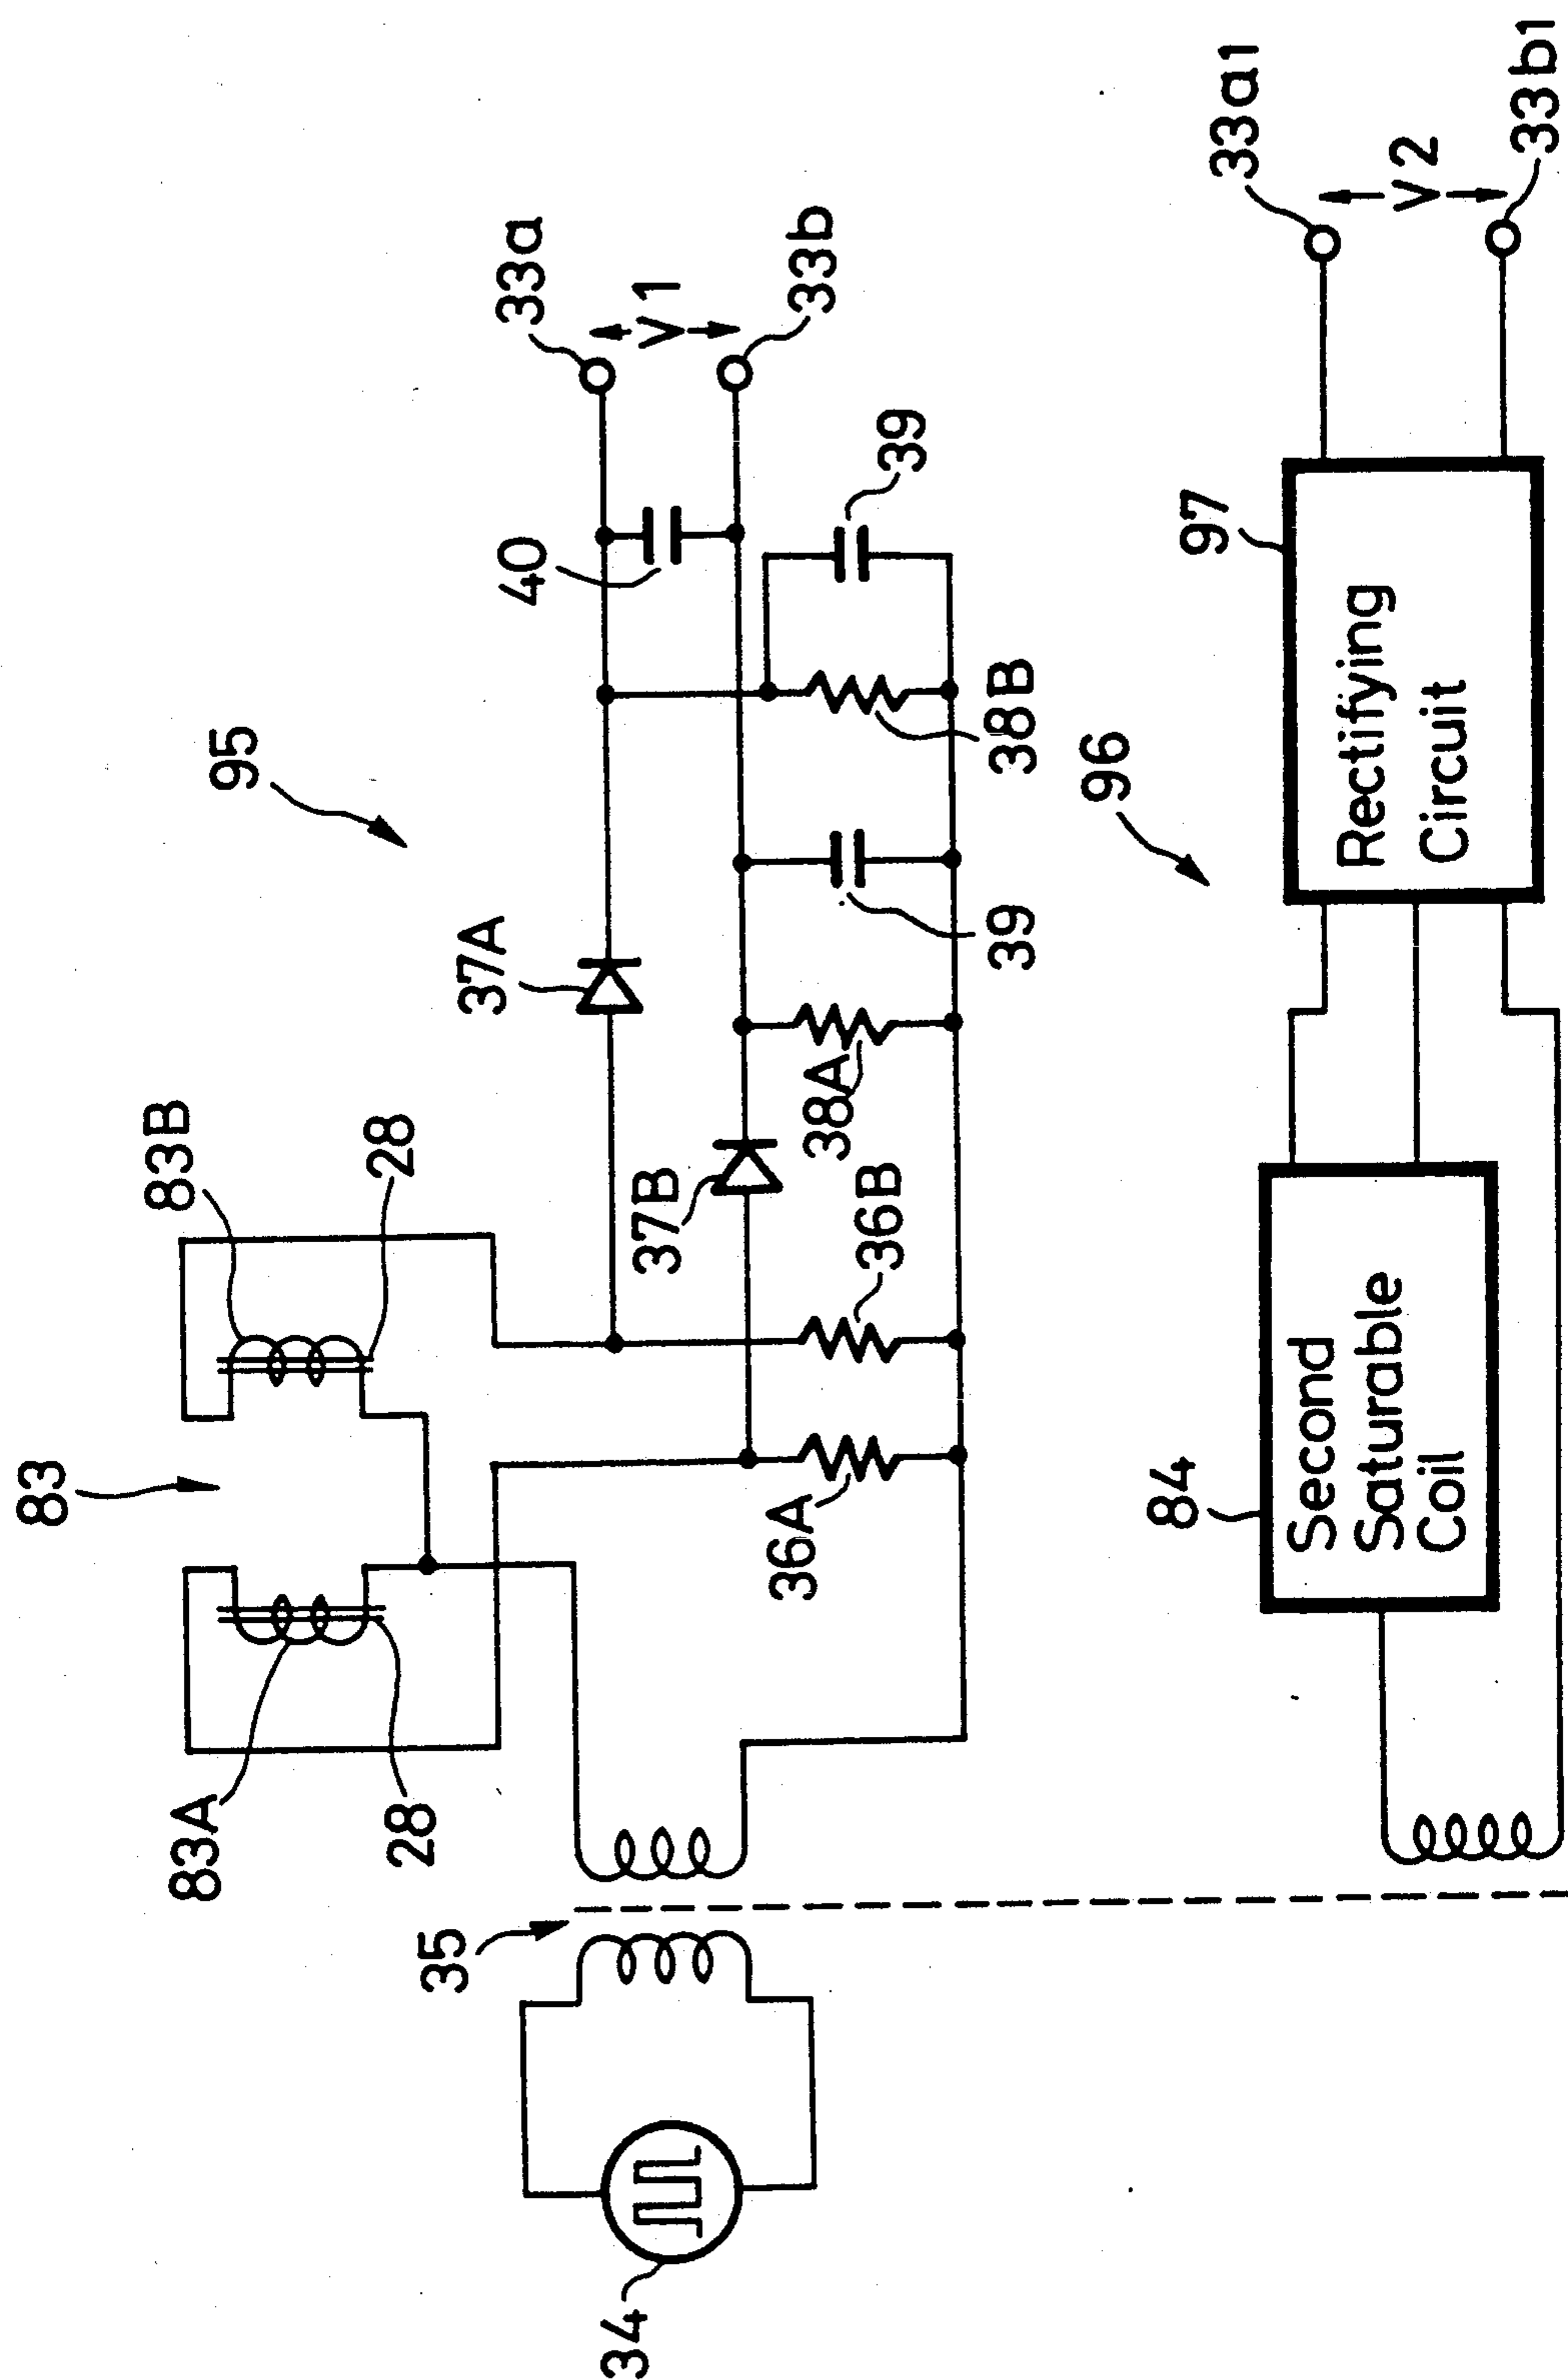 83
83A
83B
28
28
95
35
34
36A
36B
37A
37B
38A
38B
39
39
40
33a
V1
33b
84
Second
Saturable
Coil
96
97
Rectifying
Circuit
33a1
V2
33b1